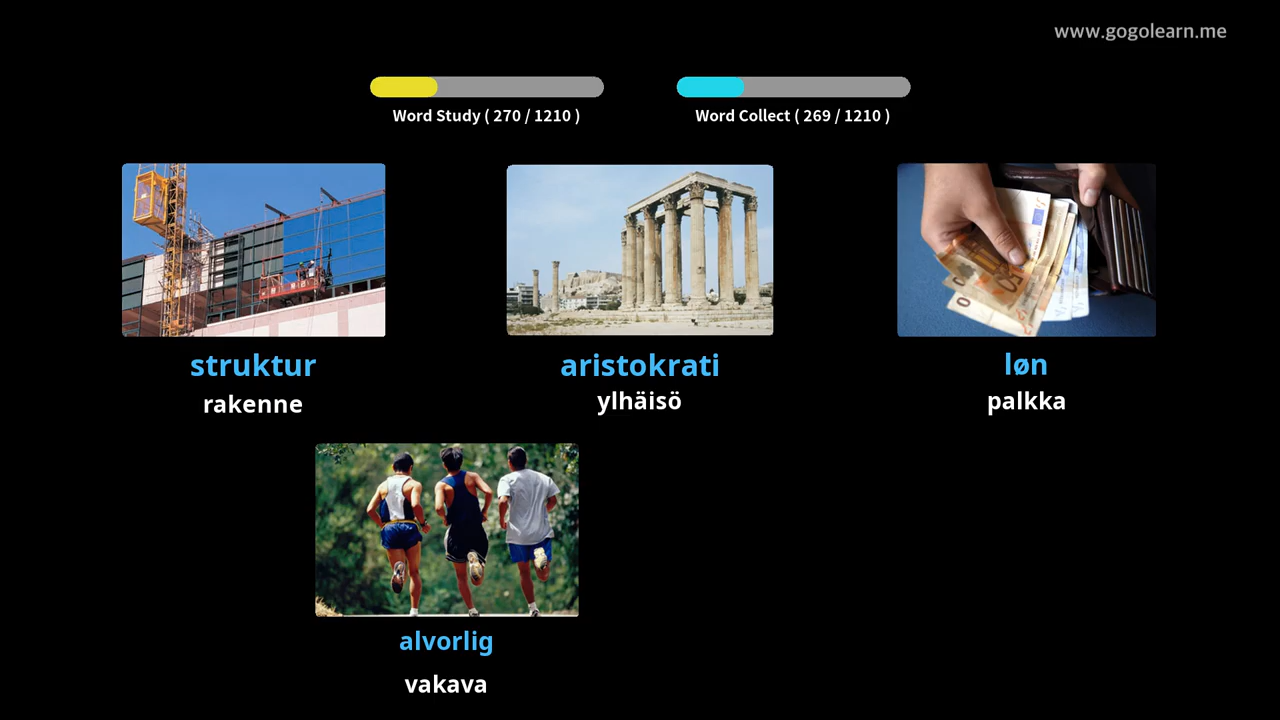 www.gogolearn.me
Word Study ( 270 / 1210 )
Word Collect ( 269 / 1210 )
struktur
rakenne
aristokrati
ylhäisö
løn
palkka
alvorlig
vakava